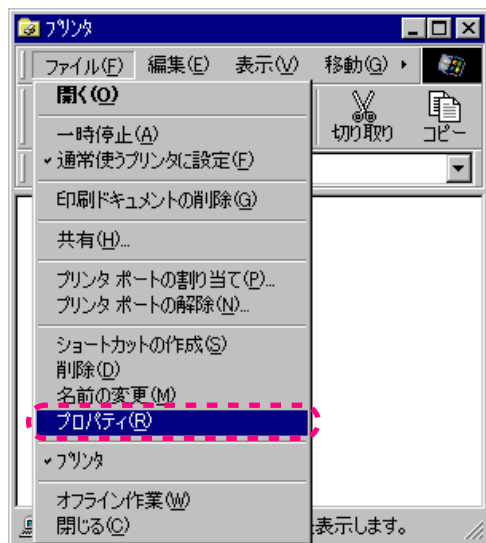 プリンタ
ファイル(F) 編集(E) 表示(V) 移動(G)
開く(O)
切り取り コピー
一時停止(A)
通常使うプリンタに設定(F)
印刷ドキュメントの削除(G)
共有(H)...
プリンタ ポートの割り当て(P)...
プリンタ ポートの解除(N)...
ショートカットの作成(S)
削除(D)
名前の変更(M)
プロパティ(R)
プリンタ
オフライン作業(W)
閉じる(C)
表示します。